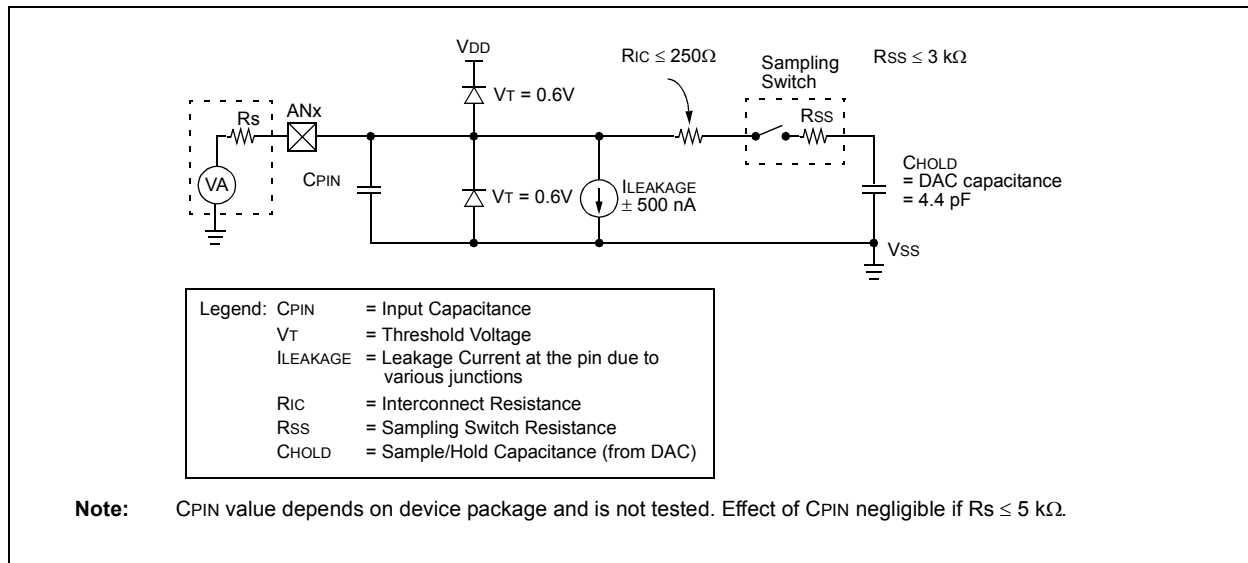 VDD
RIC ≤ 250Ω
Sampling
Switch
RSS ≤ 3 kΩ
VT = 0.6V
Rs
ANx
RSS
VA
CPIN
VT = 0.6V
ILEAKAGE
± 500 nA
CHOLD
= DAC capacitance
= 4.4 pF
VSS
Legend: CPIN = Input Capacitance
VT = Threshold Voltage
ILEAKAGE = Leakage Current at the pin due to
various junctions
RIC = Interconnect Resistance
RSS = Sampling Switch Resistance
CHOLD = Sample/Hold Capacitance (from DAC)
Note: CPIN value depends on device package and is not tested. Effect of CPIN negligible if Rs ≤ 5 kΩ.